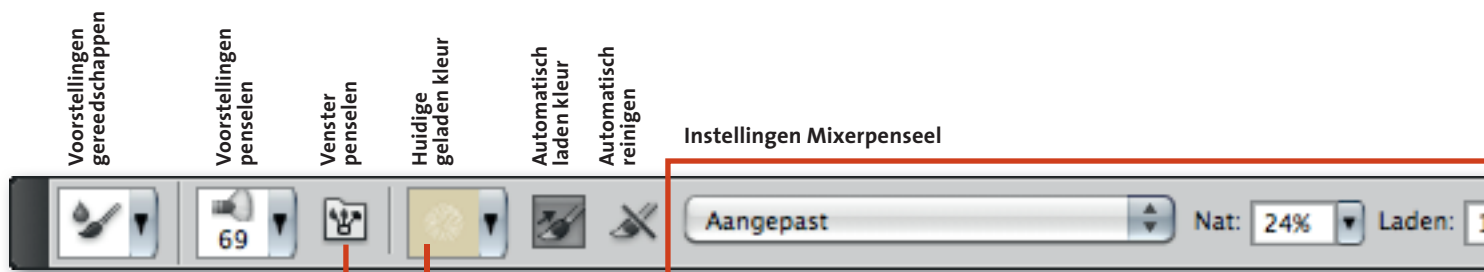 Voorstellingen
gereedschappen
Voorstellingen
penselen
Venster
penselen
Huidige
geladen kleur
Automatisch
laden kleur
Automatisch
reinigen
Instellingen Mixerpenseel
69
Aangepast
Nat: 24% Laden: 1